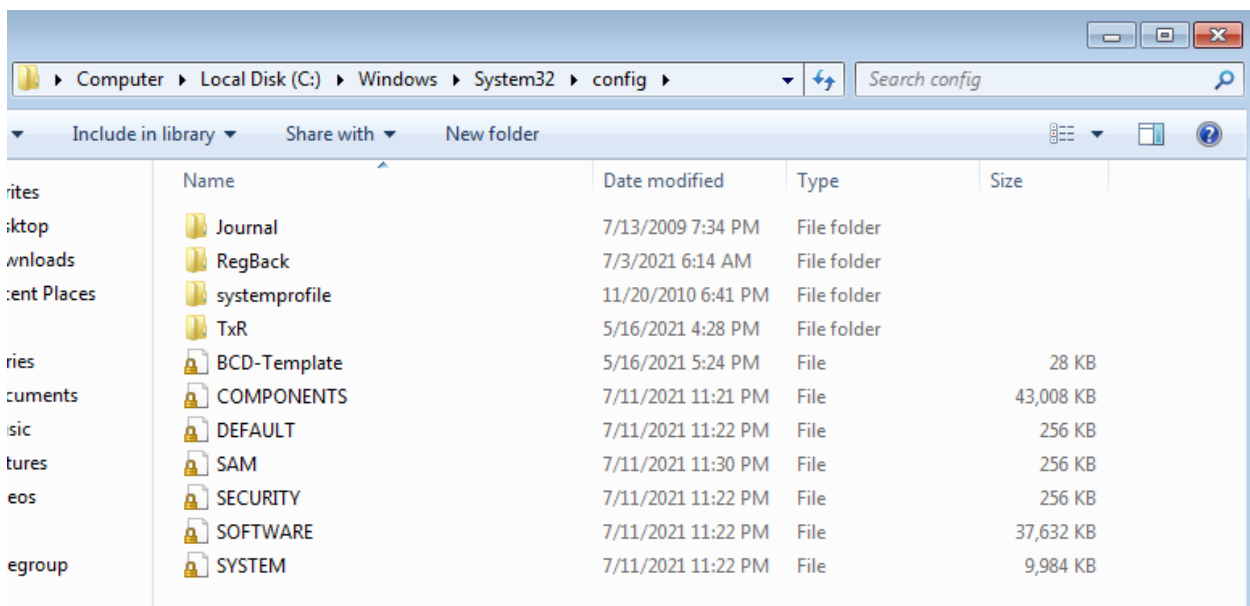 Computer Local Disk (C:) Windows System32 config Search config
Include in library Share with New folder
Name Date modified Type Size
rites
sktop
wnloads
cent Places
ries
cuments
usic
tures
eos
egroup
Journal 7/13/2009 7:34 PM File folder
RegBack 7/3/2021 6:14 AM File folder
systemprofile 11/20/2010 6:41 PM File folder
TxR 5/16/2021 4:28 PM File folder
BCD-Template 5/16/2021 5:24 PM File 28 KB
COMPONENTS 7/11/2021 11:21 PM File 43,008 KB
DEFAULT 7/11/2021 11:22 PM File 256 KB
SAM 7/11/2021 11:30 PM File 256 KB
SECURITY 7/11/2021 11:22 PM File 256 KB
SOFTWARE 7/11/2021 11:22 PM File 37,632 KB
SYSTEM 7/11/2021 11:22 PM File 9,984 KB